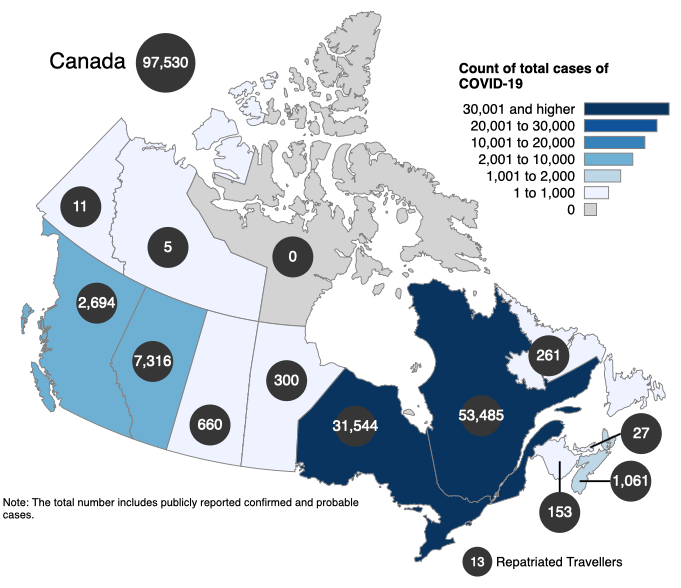 Canada
97,530
Count of total cases of
COVID-19
30,001 and higher
20,001 to 30,000
10,001 to 20,000
2,001 to 10,000
1,001 to 2,000
1 to 1,000
0
11
5
0
2,694
7,316
660
300
31,544
53,485
261
27
1,061
153
Note: The total number includes publicly reported confirmed and probable
cases.
13 Repatriated Travellers